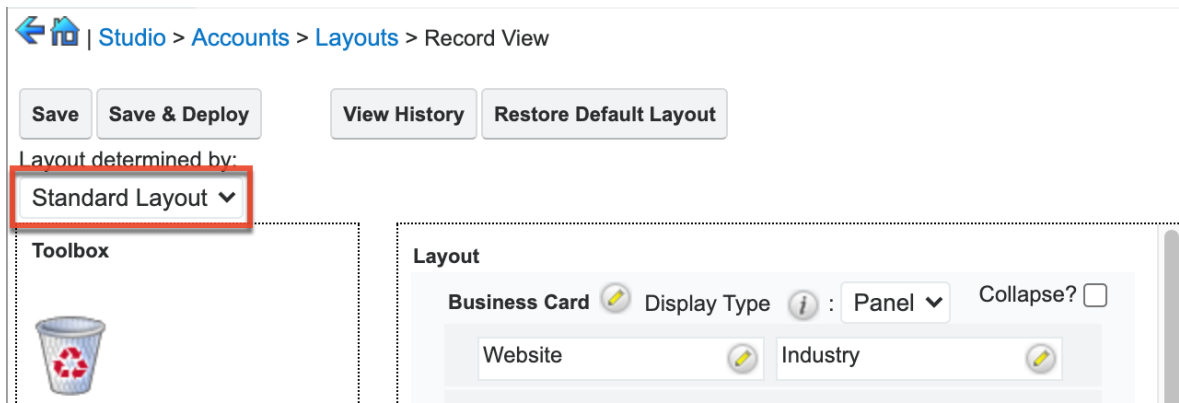 | Studio > Accounts > Layouts > Record View
Save Save & Deploy View History Restore Default Layout
Layout determined by:
Standard Layout
Toolbox
Layout
Business Card Display Type i : Panel Collapse?
Website Industry